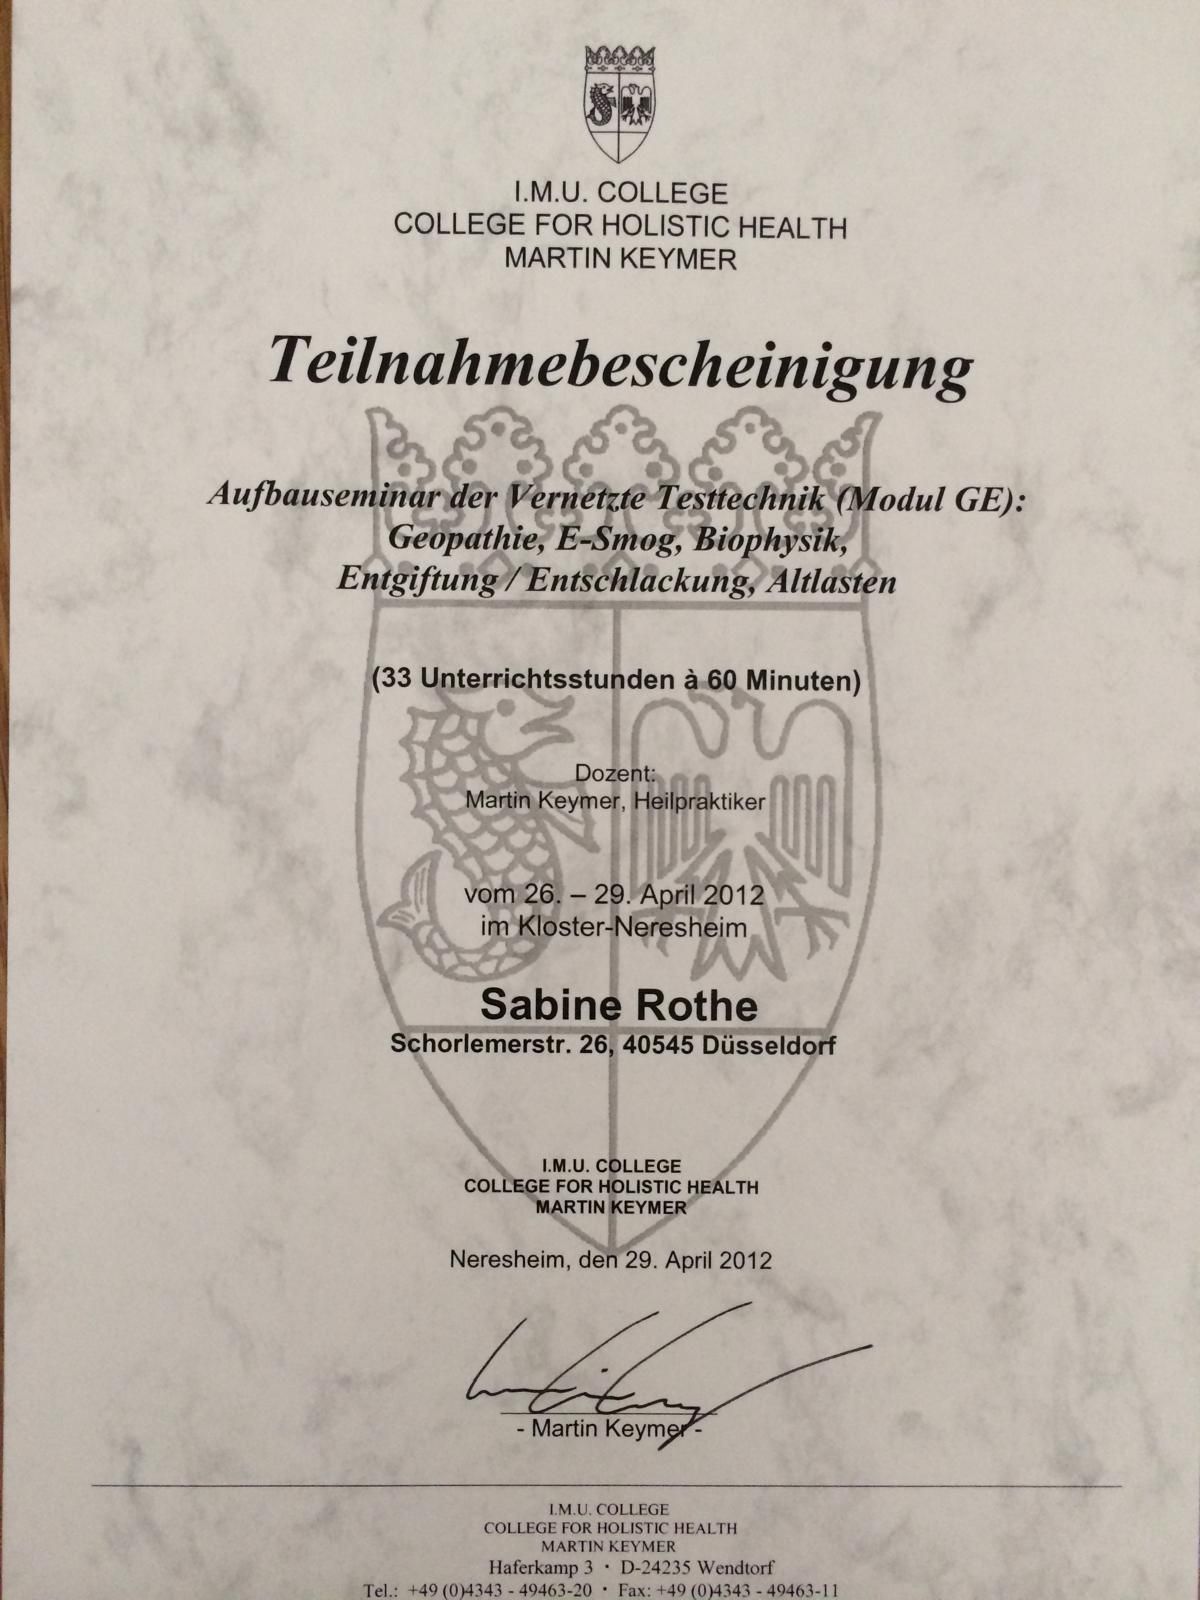 I.M.U. COLLEGE
COLLEGE FOR HOLISTIC HEALTH
MARTIN KEYMER
Teilnahmebescheinigung
Aufbauseminar der Vernetzte Testtechnik (Modul GE):
Geopathie, E-Smog, Biophysik,
Entgiftung / Entschlackung, Altlasten
(33 Unterrichtsstunden à 60 Minuten)
Dozent:
Martin Keymer, Heilpraktiker
vom 26. – 29. April 2012
im Kloster-Neresheim
Sabine Rothe
Schorlemerstr. 26, 40545 Düsseldorf
I.M.U. COLLEGE
COLLEGE FOR HOLISTIC HEALTH
MARTIN KEYMER
Neresheim, den 29. April 2012
- Martin Keymer -
I.M.U. COLLEGE
COLLEGE FOR HOLISTIC HEALTH
MARTIN KEYMER
Haferkamp 3 · D-24235 Wendtorf
Tel.: +49 (0)4343 - 49463-20 · Fax: +49 (0)4343 - 49463-11